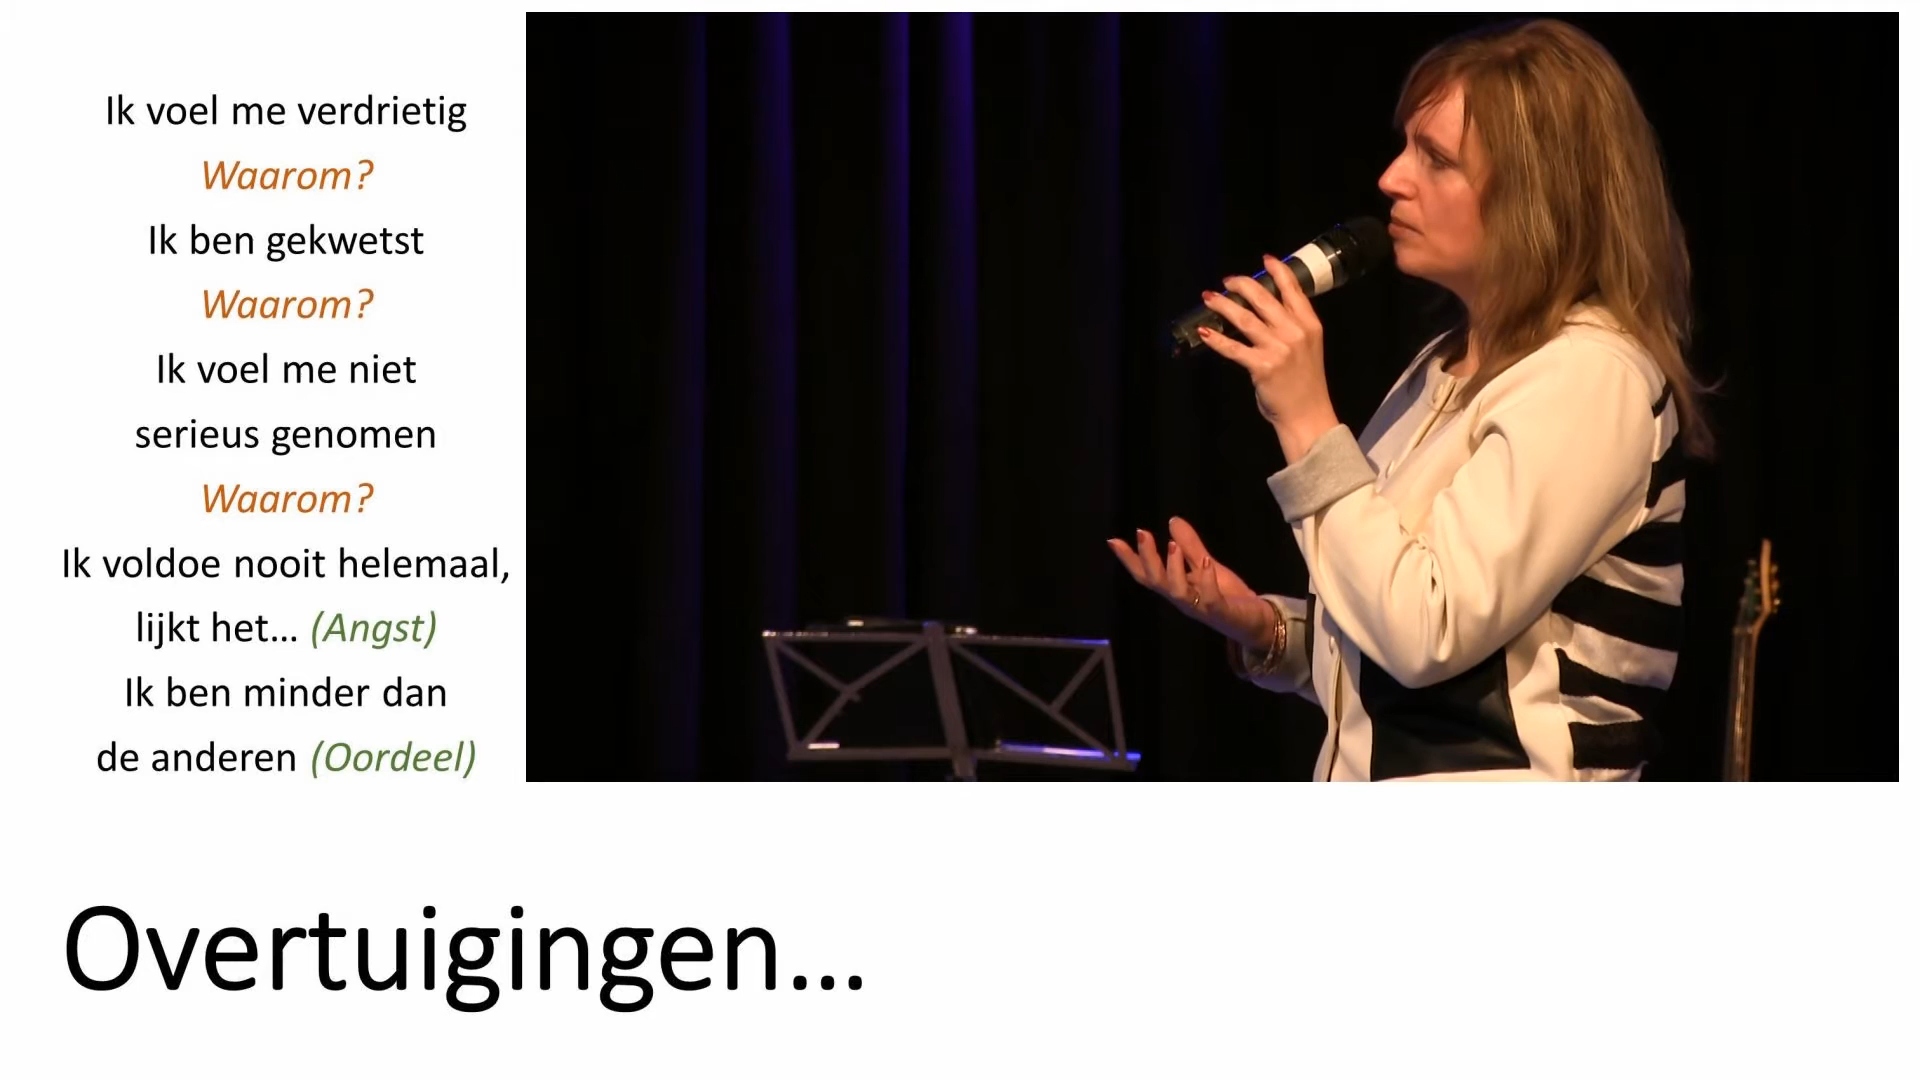 Ik voel me verdrietig
Waarom?
Ik ben gekwetst
Waarom?
Ik voel me niet
serieus genomen
Waarom?
Ik voldoe nooit helemaal,
lijkt het... (Angst)
Ik ben minder dan
de anderen (Oordeel)
Overtuigingen...